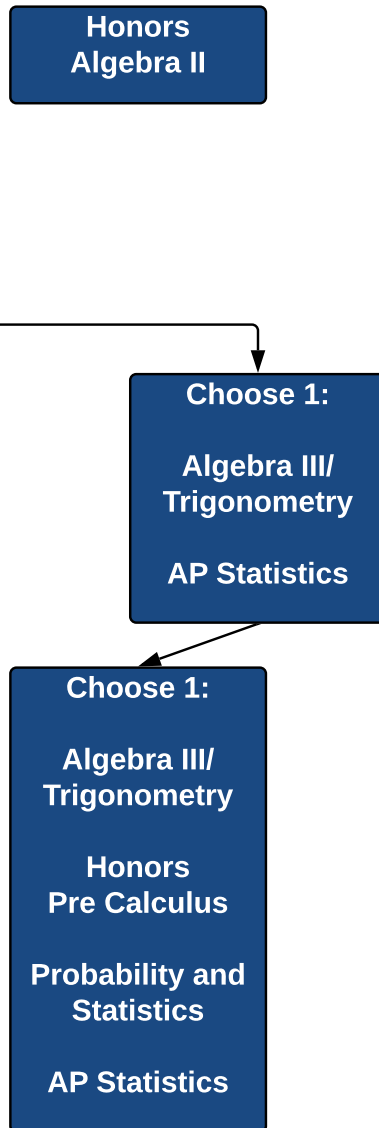 Honors
Algebra II
Choose 1:
Algebra III/
Trigonometry
AP Statistics
Choose 1:
Algebra III/
Trigonometry
Honors
Pre Calculus
Probability and
Statistics
AP Statistics